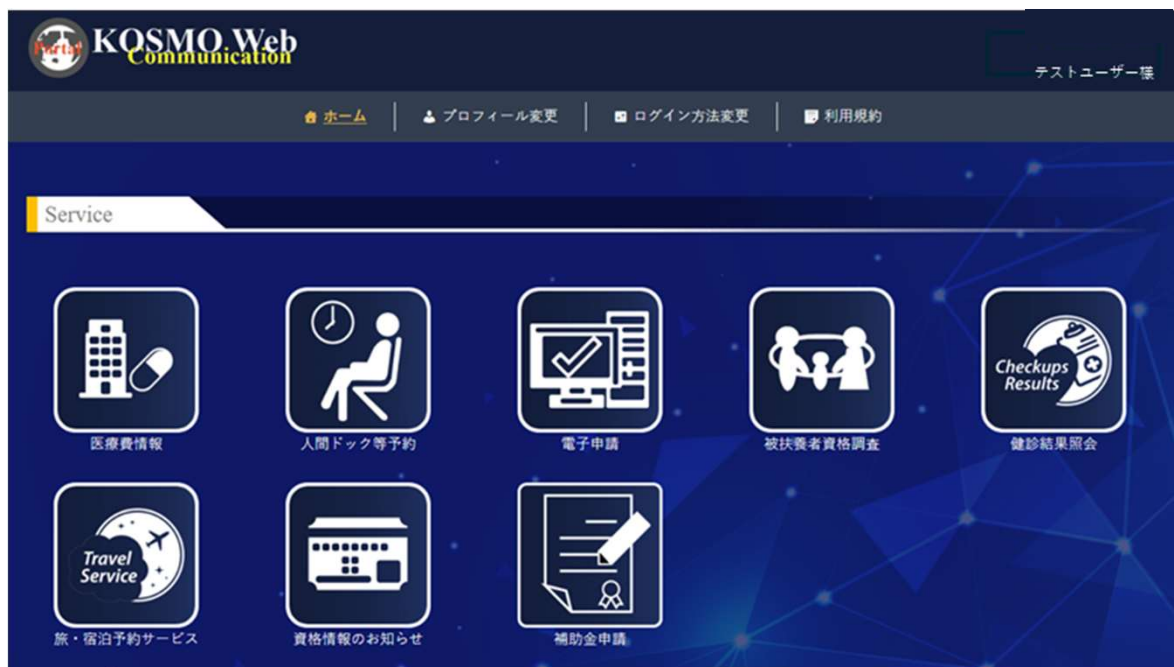 Portal KOSMO Web
Communication
テストユーザー様
ホーム
プロフィール変更
ログイン方法変更
利用規約
Service
Checkups
Results
医療費情報
人間ドック等予約
電子申請
被扶養者資格調査
健診結果照会
Travel
Service
旅・宿泊予約サービス
資格情報のお知らせ
補助金申請